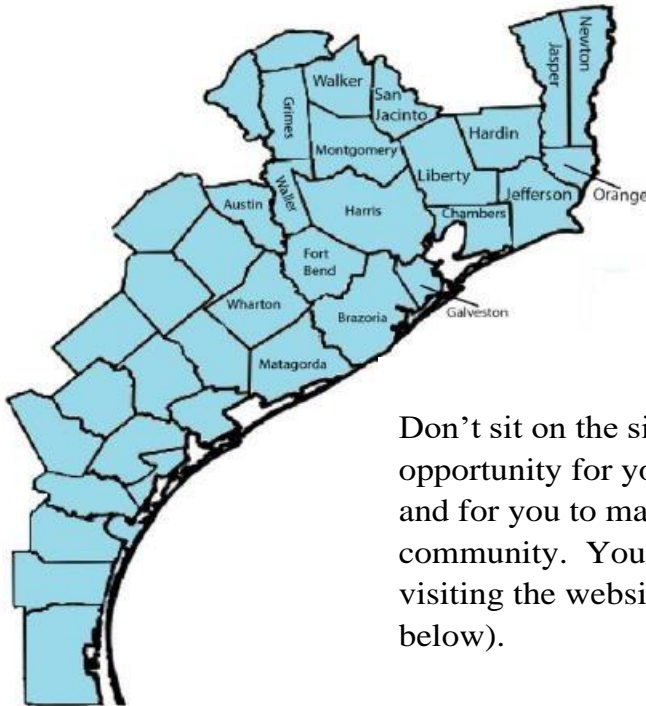 Newton
Jasper
Walker
San
Jacinto
Grimes
Hardin
Montgomery
Liberty
Waller
Jefferson
Orange
Austin
Harris
Chambers
Fort
Bend
Wharton
Galveston
Brazoria
Matagorda
Don’t sit on the si
opportunity for yo
and for you to ma
community. You
visiting the websi
below).